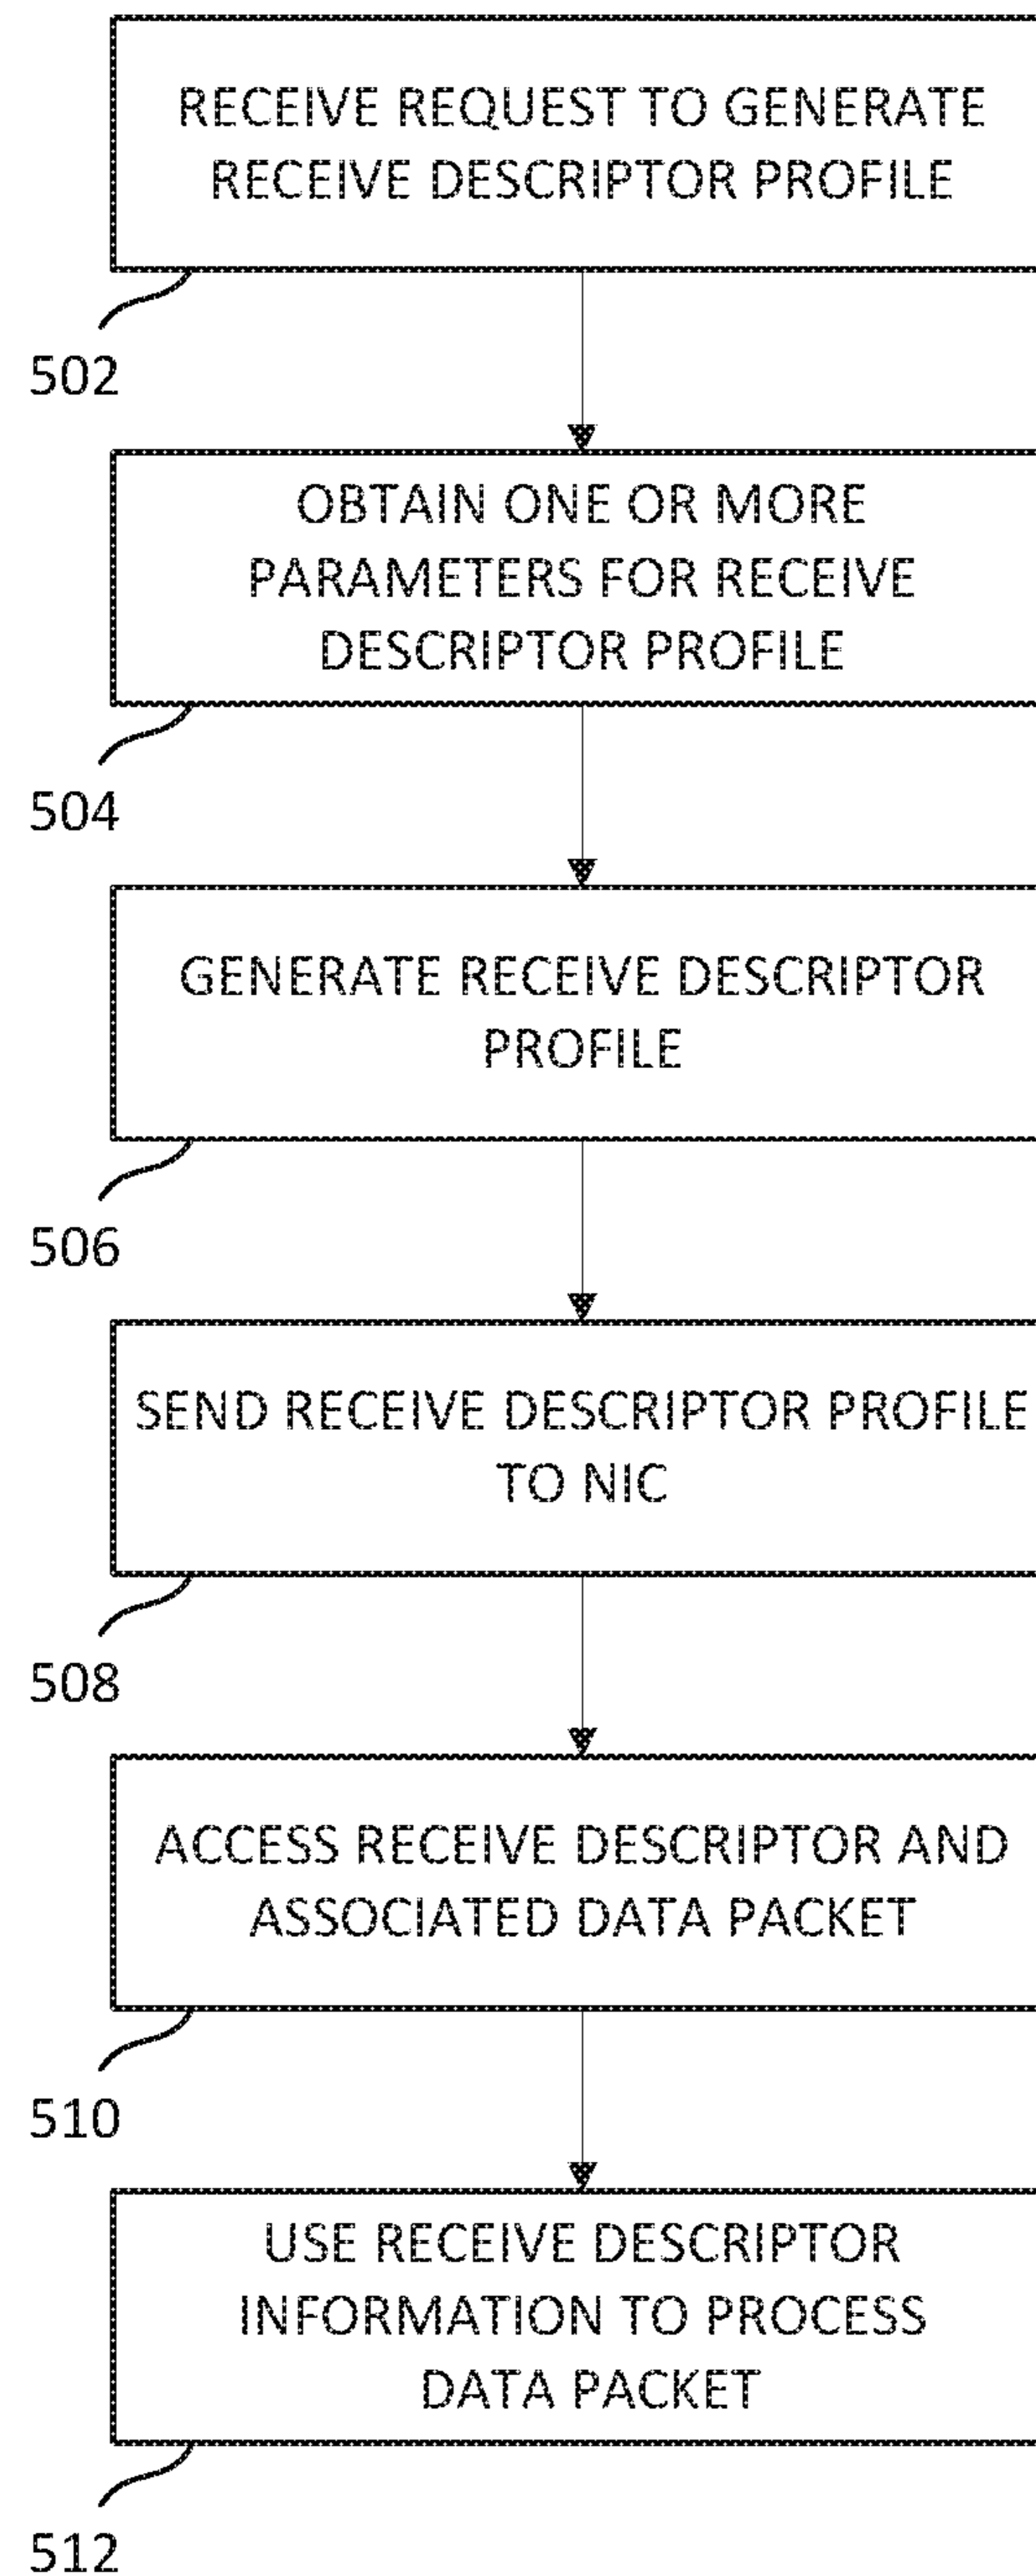 RECEIVE REQUEST TO GENERATE
RECEIVE DESCRIPTOR PROFILE
502
OBTAIN ONE OR MORE
PARAMETERS FOR RECEIVE
DESCRIPTOR PROFILE
504
GENERATE RECEIVE DESCRIPTOR
PROFILE
506
SEND RECEIVE DESCRIPTOR PROFILE
TO NIC
508
ACCESS RECEIVE DESCRIPTOR AND
ASSOCIATED DATA PACKET
510
USE RECEIVE DESCRIPTOR
INFORMATION TO PROCESS
DATA PACKET
512